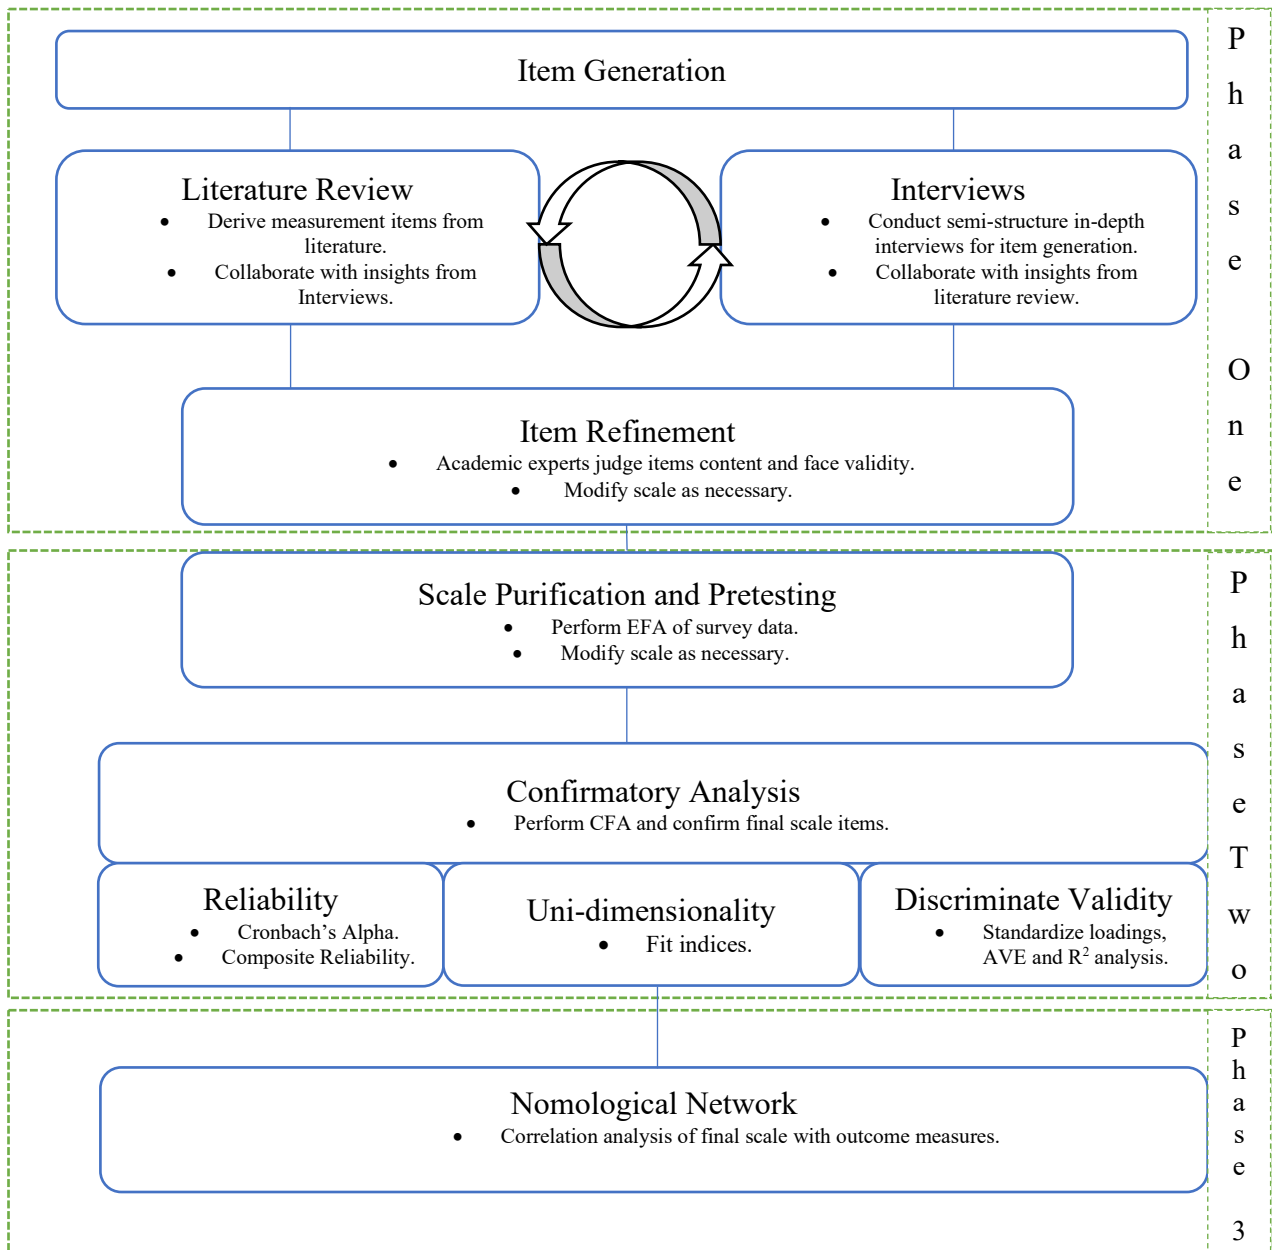 Item Generation
Literature Review
• Derive measurement items from
literature.
• Collaborate with insights from
Interviews.
Interviews
• Conduct semi-structure in-depth
interviews for item generation.
• Collaborate with insights from
literature review.
Item Refinement
• Academic experts judge items content and face validity.
• Modify scale as necessary.
Phase One
Scale Purification and Pretesting
• Perform EFA of survey data.
• Modify scale as necessary.
Confirmatory Analysis
• Perform CFA and confirm final scale items.
Reliability
• Cronbach’s Alpha.
• Composite Reliability.
Uni-dimensionality
• Fit indices.
Discriminate Validity
• Standardize loadings,
AVE and R² analysis.
Phase Two
Nomological Network
• Correlation analysis of final scale with outcome measures.
Phase 3